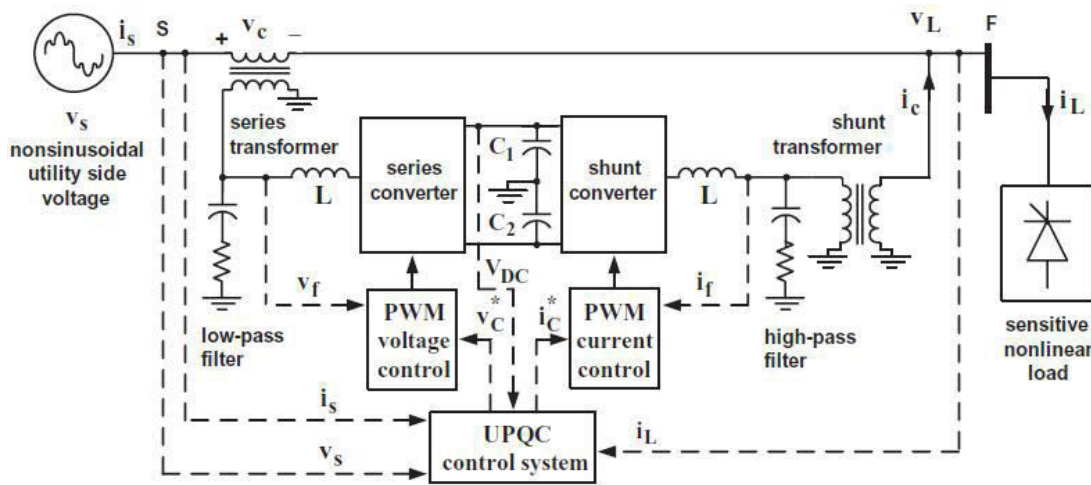 i_s S + v_c – v_L F
v_s
nonsinusoidal
utility side
voltage
series
transformer
L
series
converter
C_1
C_2
shunt
converter
L
shunt
transformer
i_c
i_L
V_DC
v_f
PWM
voltage
control
v_C^*
i_C^*
PWM
current
control
i_f
low-pass
filter
high-pass
filter
sensitive
nonlinear
load
i_s
v_s
UPQC
control system
i_L